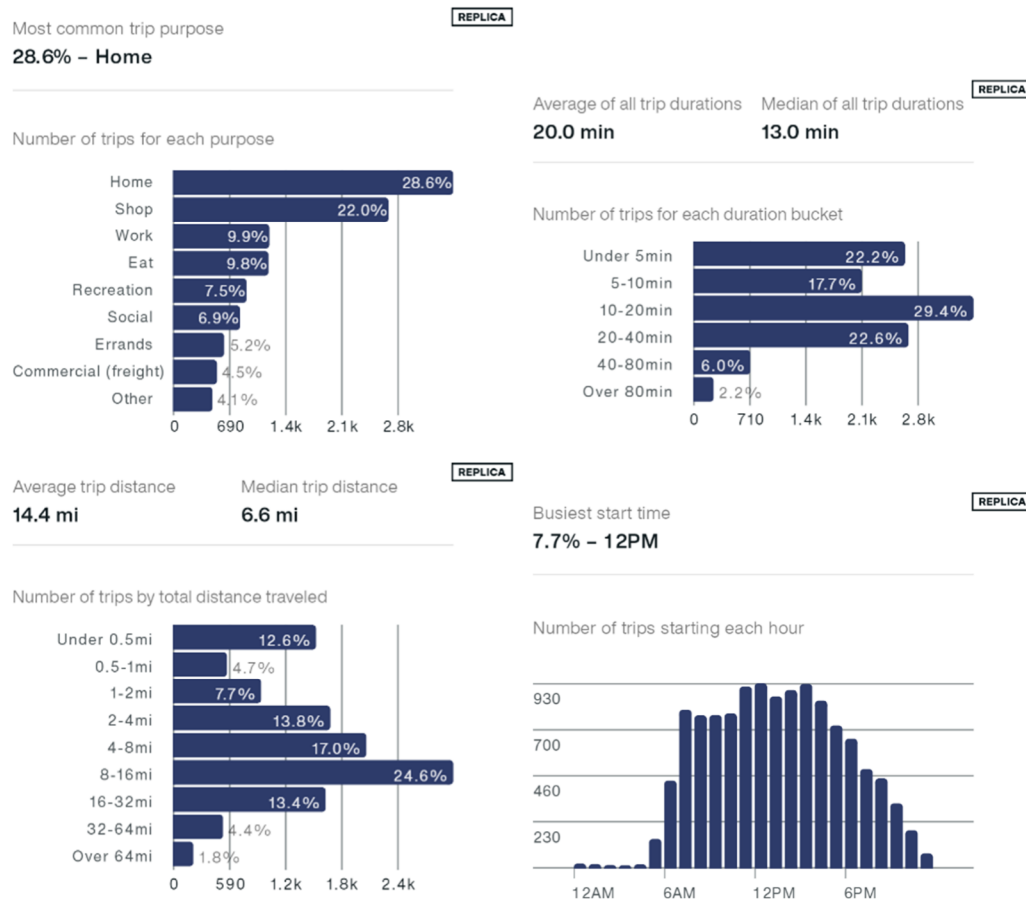 REPLICA
Most common trip purpose
28.6% – Home
Number of trips for each purpose
Home 28.6%
Shop 22.0%
Work 9.9%
Eat 9.8%
Recreation 7.5%
Social 6.9%
Errands 5.2%
Commercial (freight) 4.5%
Other 4.1%
0 690 1.4k 2.1k 2.8k
REPLICA
Average of all trip durations Median of all trip durations
20.0 min 13.0 min
Number of trips for each duration bucket
Under 5min 22.2%
5-10min 17.7%
10-20min 29.4%
20-40min 22.6%
40-80min 6.0%
Over 80min 2.2%
0 710 1.4k 2.1k 2.8k
REPLICA
Average trip distance Median trip distance
14.4 mi 6.6 mi
Number of trips by total distance traveled
Under 0.5mi 12.6%
0.5-1mi 4.7%
1-2mi 7.7%
2-4mi 13.8%
4-8mi 17.0%
8-16mi 24.6%
16-32mi 13.4%
32-64mi 4.4%
Over 64mi 1.8%
0 590 1.2k 1.8k 2.4k
REPLICA
Busiest start time
7.7% – 12PM
Number of trips starting each hour
930
700
460
230
12AM 6AM 12PM 6PM